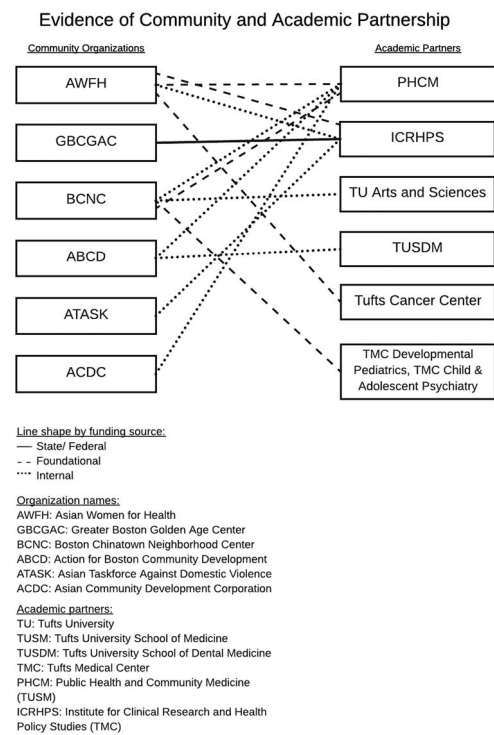 Evidence of Community and Academic Partnership
Community Organizations
Academic Partners
AWFH
PHCM
GBCGAC
ICRHPS
BCNC
TU Arts and Sciences
ABCD
TUSDM
ATASK
Tufts Cancer Center
ACDC
TMC Developmental
Pediatrics, TMC Child &
Adolescent Psychiatry
Line shape by funding source:
State/ Federal
Foundational
Internal
Organization names:
AWFH: Asian Women for Health
GBCGAC: Greater Boston Golden Age Center
BCNC: Boston Chinatown Neighborhood Center
ABCD: Action for Boston Community Development
ATASK: Asian Taskforce Against Domestic Violence
ACDC: Asian Community Development Corporation
Academic partners:
TU: Tufts University
TUSM: Tufts University School of Medicine
TUSDM: Tufts University School of Dental Medicine
TMC: Tufts Medical Center
PHCM: Public Health and Community Medicine
(TUSM)
ICRHPS: Institute for Clinical Research and Health
Policy Studies (TMC)